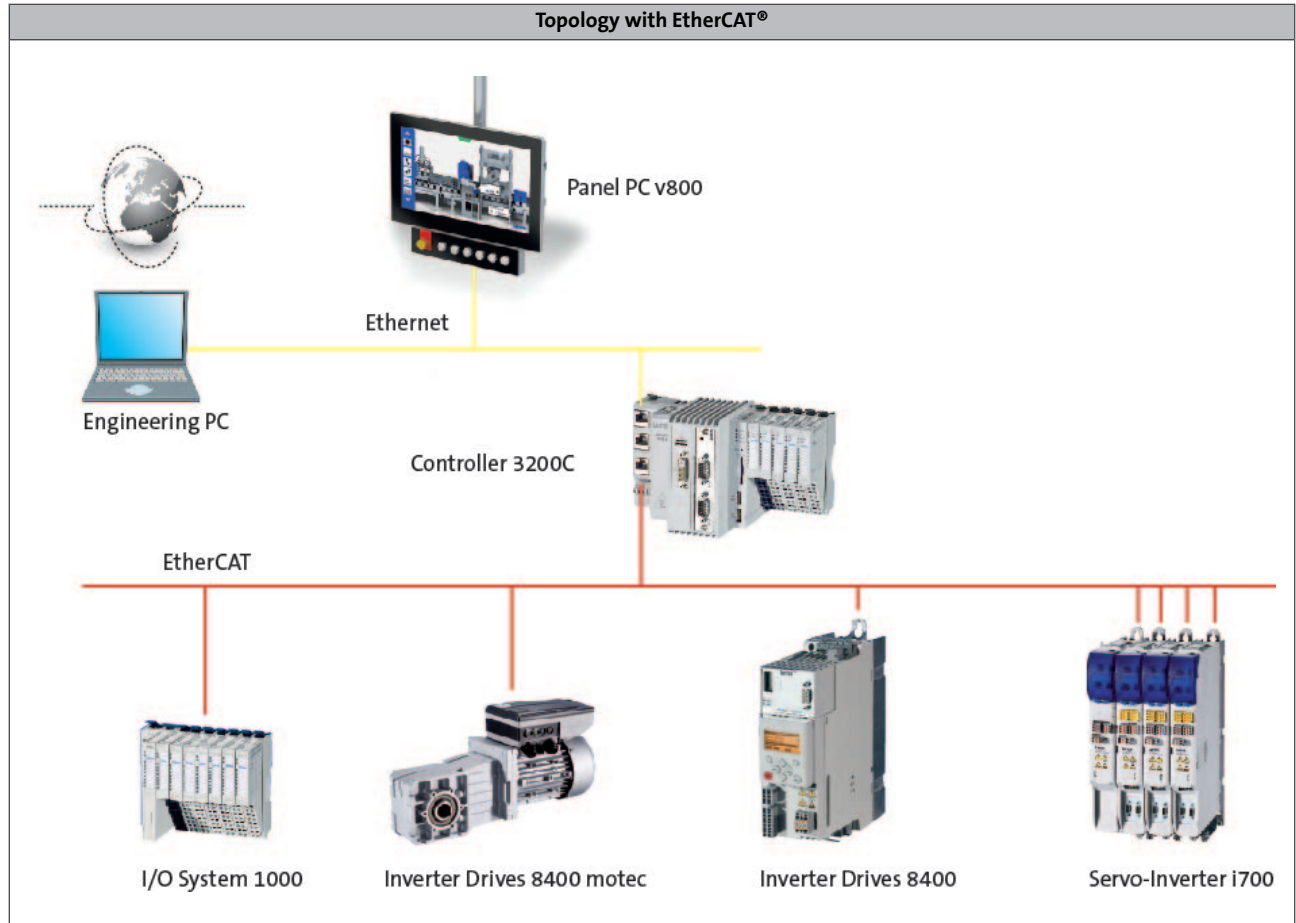 Topology with EtherCAT®
Panel PC v800
Ethernet
Engineering PC
Controller 3200C
EtherCAT
I/O System 1000
Inverter Drives 8400 motec
Inverter Drives 8400
Servo-Inverter i700